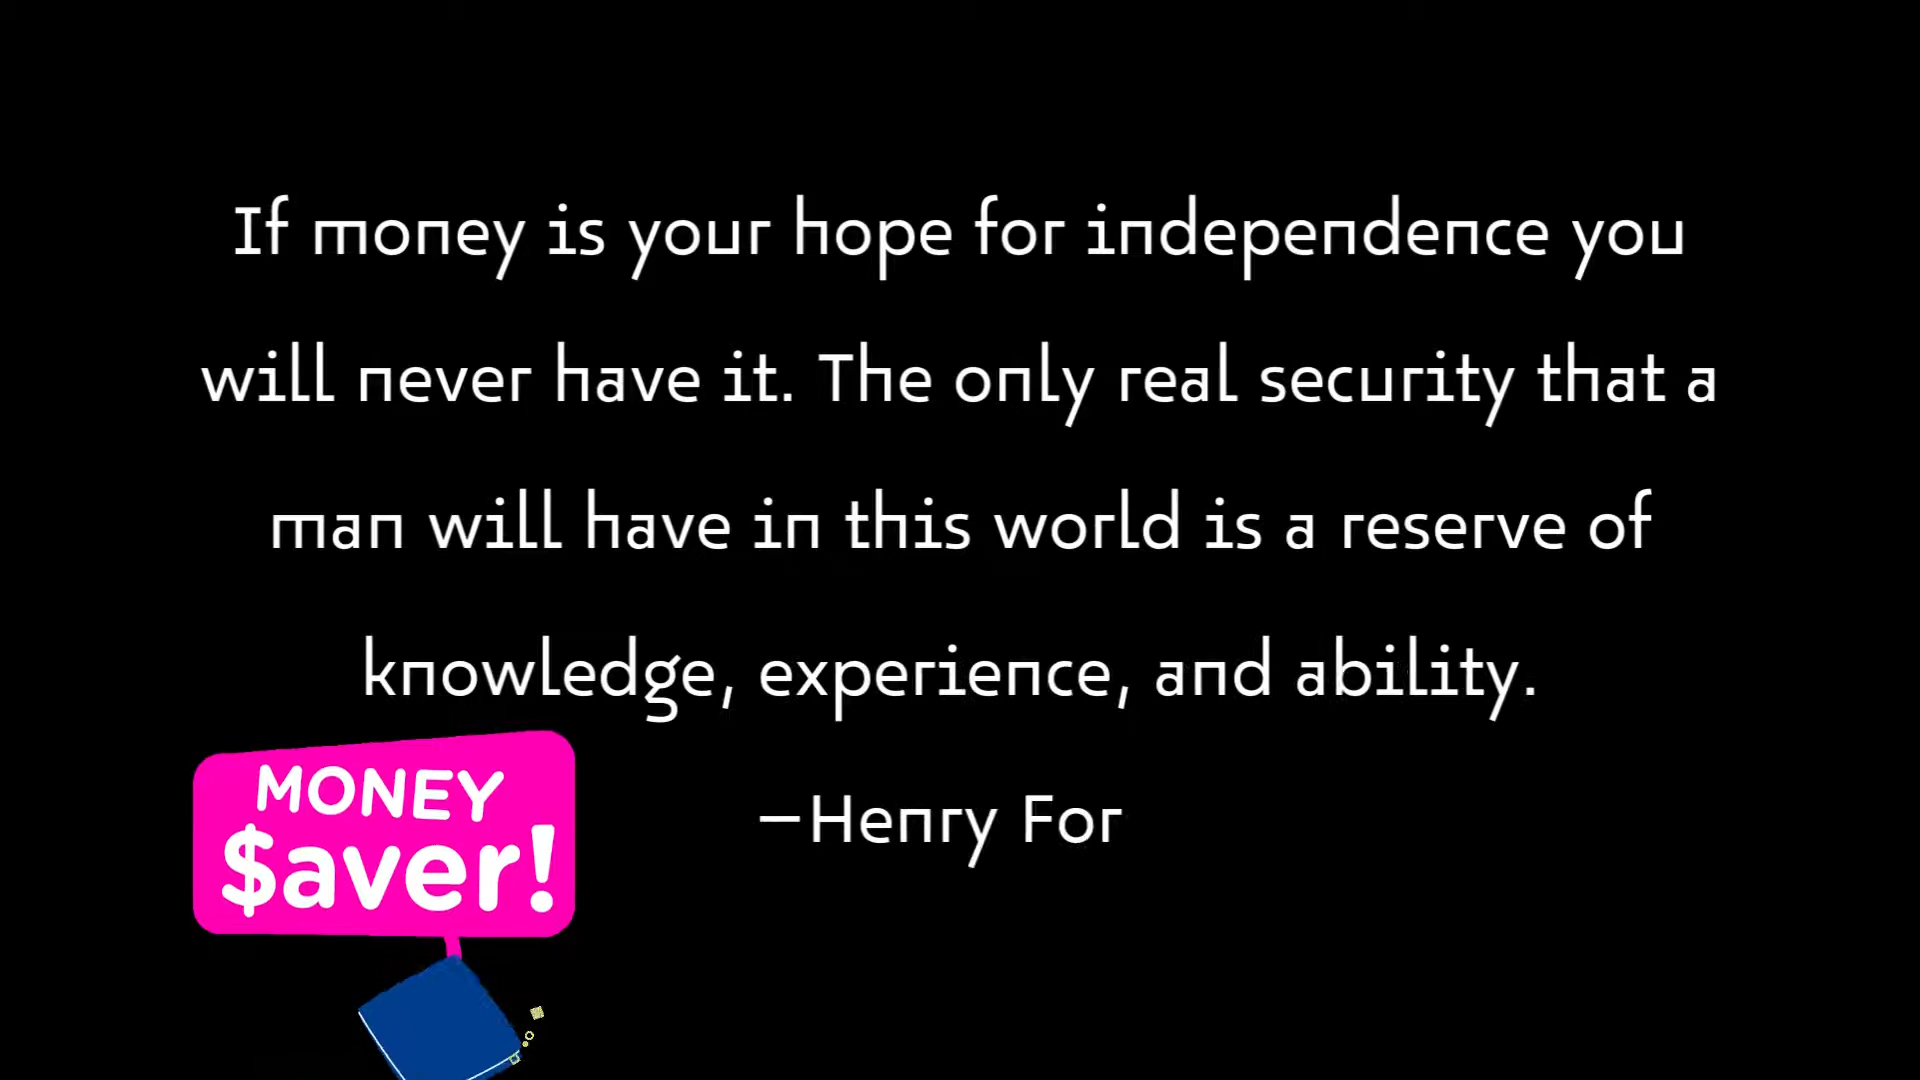 If money is your hope for independence you
will never have it. The only real security that a
man will have in this world is a reserve of
knowledge, experience, and ability.
—Henry For
MONEY
$aver!